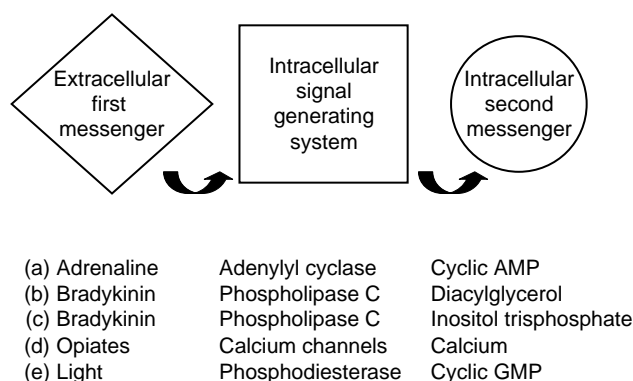 Extracellular
first
messenger
Intracellular
signal
generating
system
Intracellular
second
messenger
(a) Adrenaline Adenylyl cyclase Cyclic AMP
(b) Bradykinin Phospholipase C Diacylglycerol
(c) Bradykinin Phospholipase C Inositol trisphosphate
(d) Opiates Calcium channels Calcium
(e) Light Phosphodiesterase Cyclic GMP